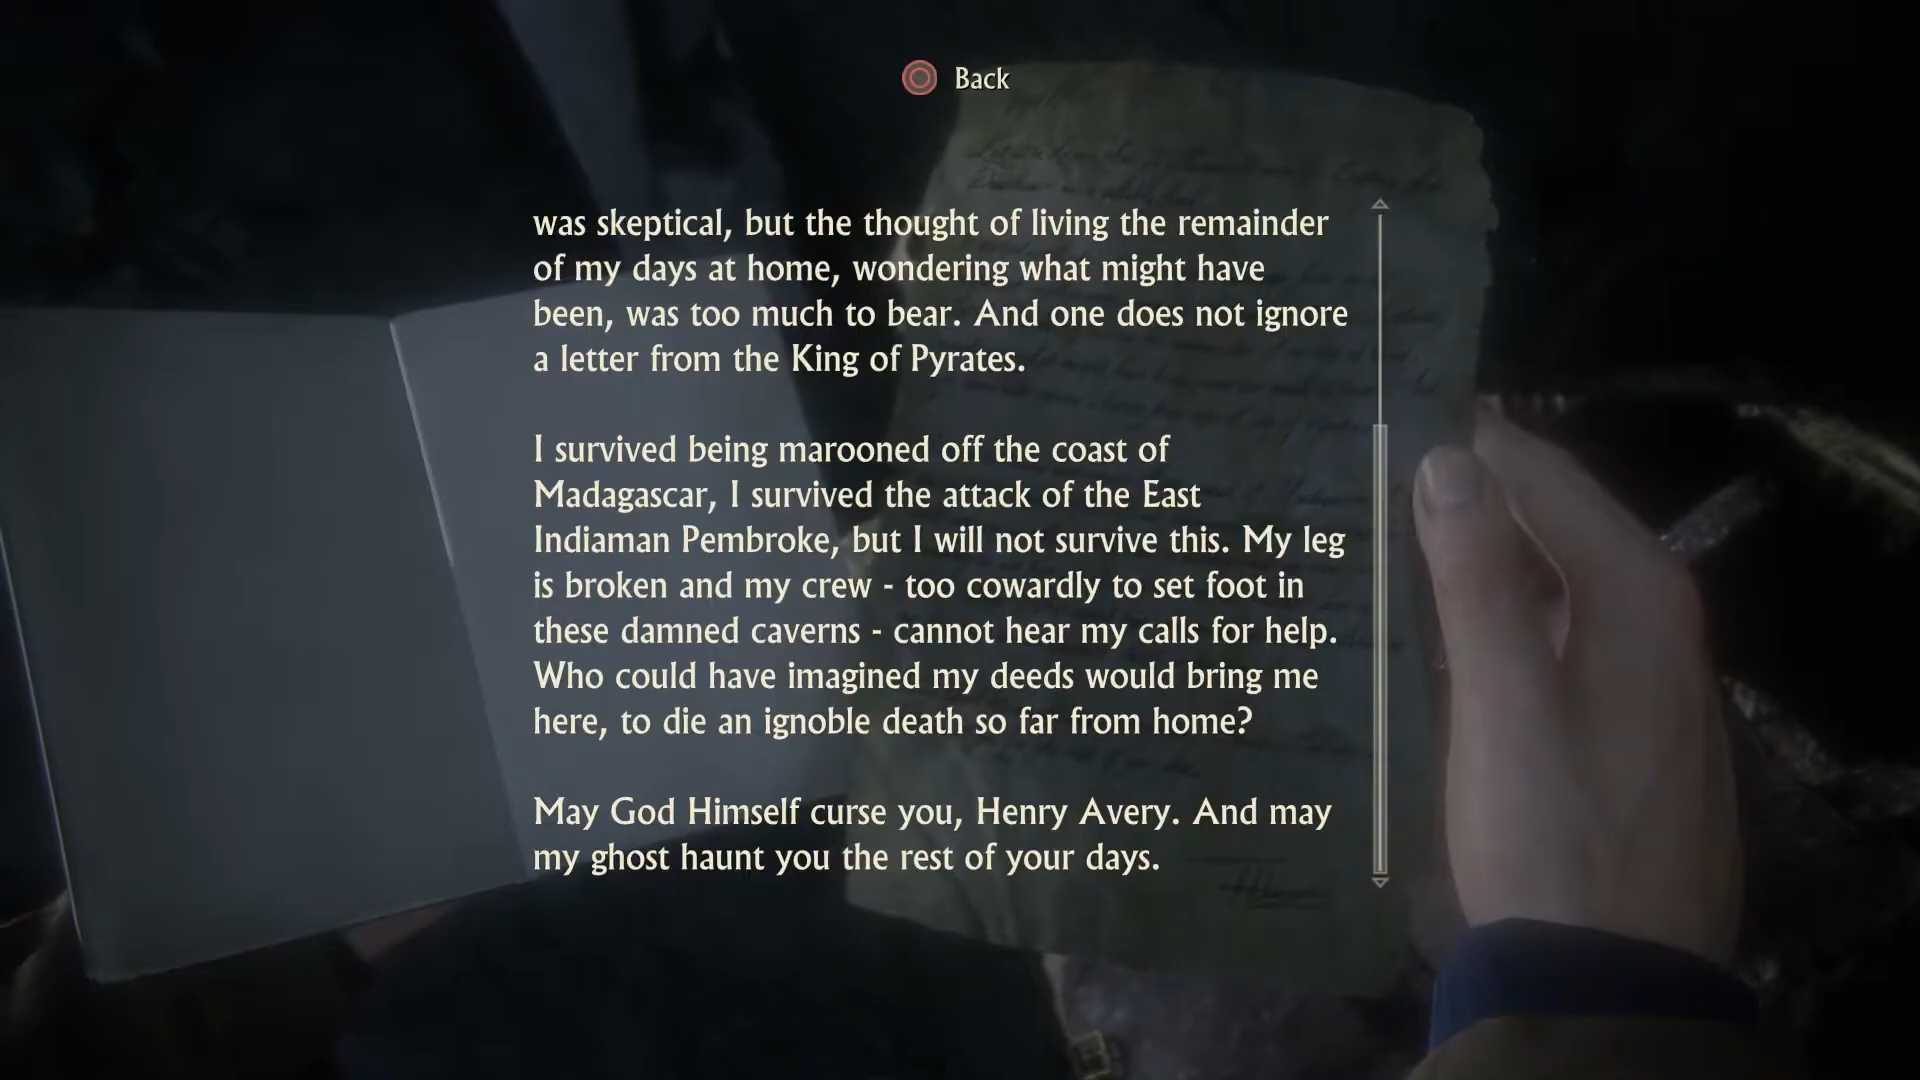 Back
was skeptical, but the thought of living the remainder
of my days at home, wondering what might have
been, was too much to bear. And one does not ignore
a letter from the King of Pyrates.
I survived being marooned off the coast of
Madagascar, I survived the attack of the East
Indiaman Pembroke, but I will not survive this. My leg
is broken and my crew - too cowardly to set foot in
these damned caverns - cannot hear my calls for help.
Who could have imagined my deeds would bring me
here, to die an ignoble death so far from home?
May God Himself curse you, Henry Avery. And may
my ghost haunt you the rest of your days.